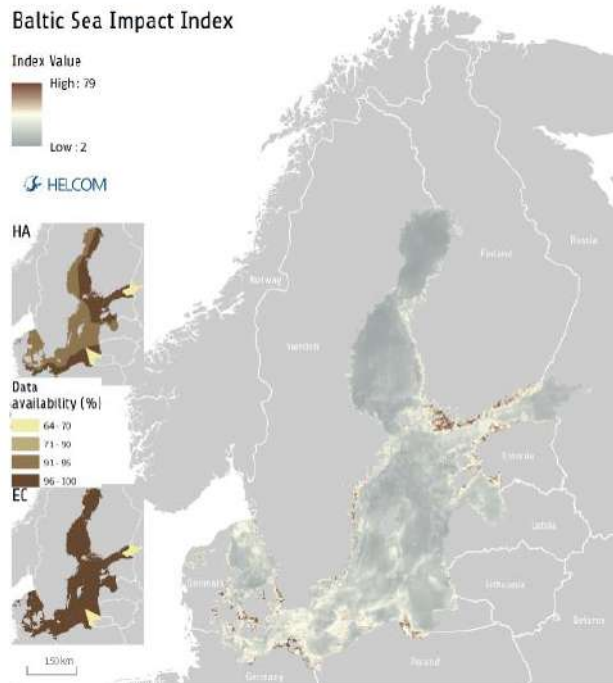 Baltic Sea Impact Index
Index Value
High : 79
Low : 2
HELCOM
HA
Data
availability (%)
64 - 70
71 - 90
91 - 95
96 - 100
EC
150 km
Norway
Sweden
Finland
Russia
Estonia
Latvia
Lithuania
Belarus
Poland
Germany